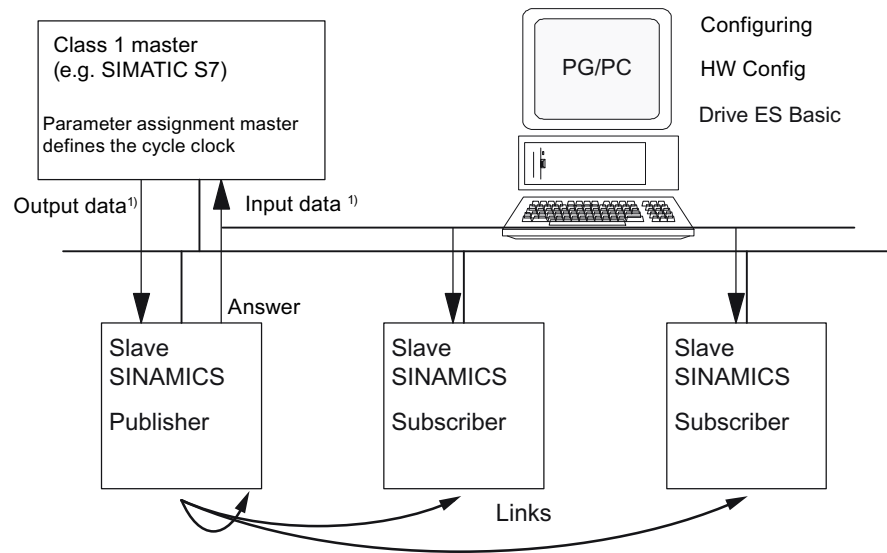 Class 1 master
(e.g. SIMATIC S7)
Parameter assignment master
defines the cycle clock
PG/PC
Configuring
HW Config
Drive ES Basic
Output data1)
Input data 1)
Answer
Slave
SINAMICS
Publisher
Slave
SINAMICS
Subscriber
Slave
SINAMICS
Subscriber
Links